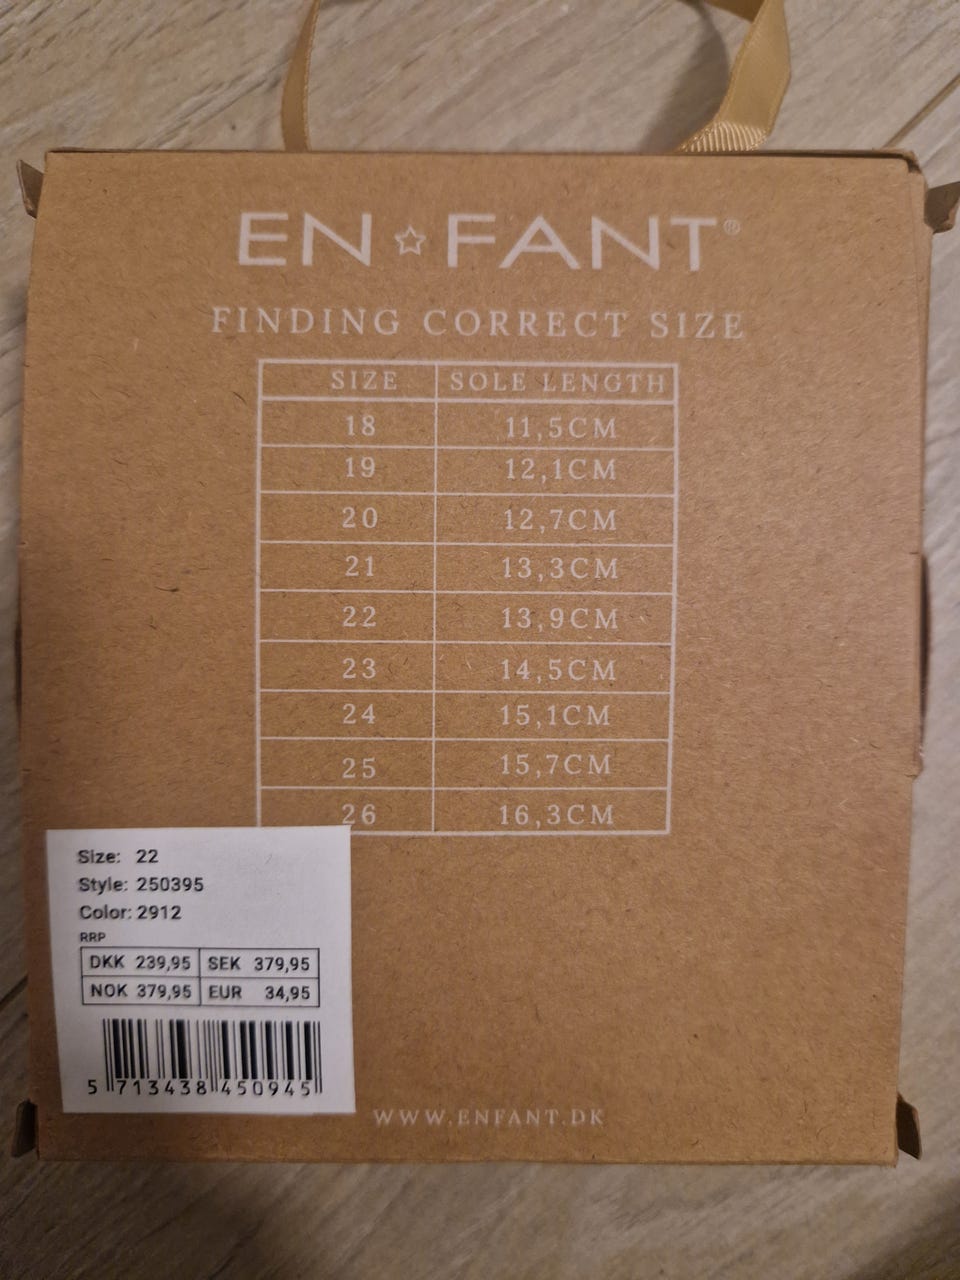 EN☆FANT®
FINDING CORRECT SIZE
SIZE SOLE LENGTH
18 11,5CM
19 12,1CM
20 12,7CM
21 13,3CM
22 13,9CM
23 14,5CM
24 15,1CM
25 15,7CM
26 16,3CM
Size: 22
Style: 250395
Color: 2912
RRP
DKK 239,95 SEK 379,95
NOK 379,95 EUR 34,95
5 713438 450945
WWW.ENFANT.DK